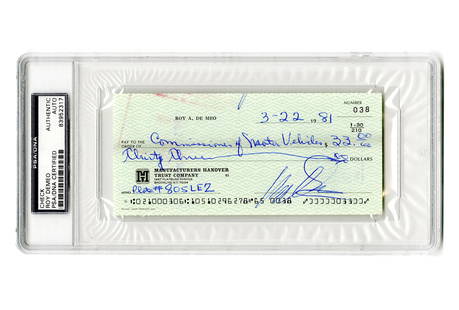 PSA/DNA
CHECK
ROY DEMEO
PSA/DNA CERTIFIED
AUTHENTIC
AUTO
83952317
ROY A. DE MEO
NUMBER
038
3-22 1981
1-30
210
PAY TO THE
ORDER OF Commissioner of Motor Vehicles $ 33.00
Thirty Three DOLLARS
MANUFACTURERS HANOVER
TRUST COMPANY
Plate# 805LEZ